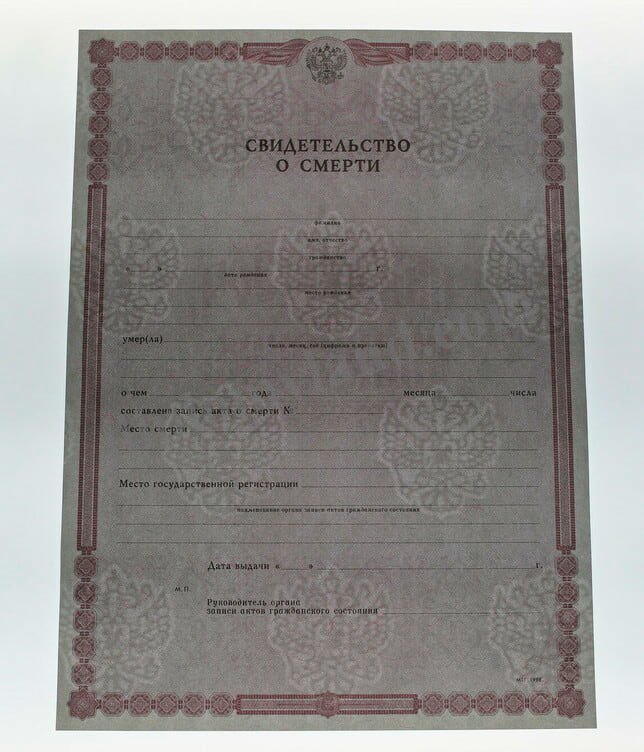 СВИДЕТЕЛЬСТВО
О СМЕРТИ
фамилия
имя, отчество
гражданство
« » г.
дата рождения
место рождения
умер(ла)
число, месяц, год (цифрами и прописью)
о чем года месяца числа
составлена запись акта о смерти №
Место смерти
Место государственной регистрации
наименование органа записи актов гражданского состояния
Дата выдачи « » г.
М.П.
Руководитель органа
записи актов гражданского состояния